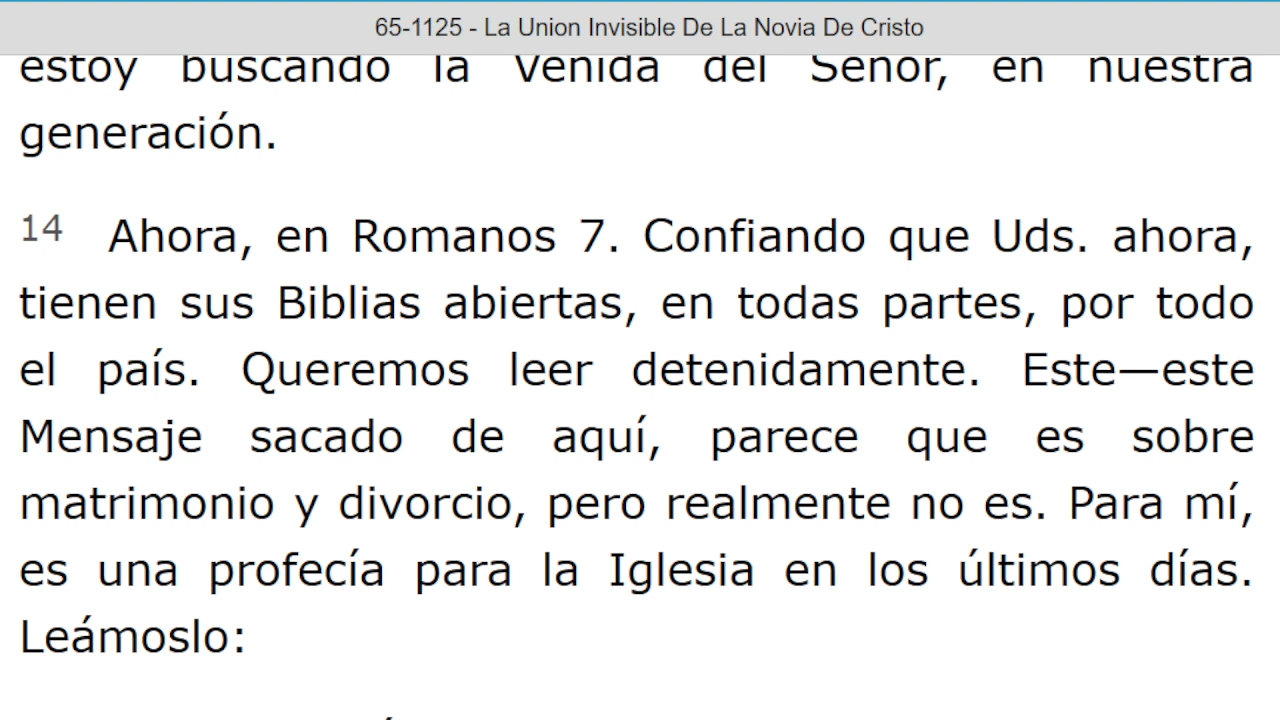 65-1125 - La Union Invisible De La Novia De Cristo
estoy buscando la Venida del Señor, en nuestra
generación.
14 Ahora, en Romanos 7. Confiando que Uds. ahora,
tienen sus Biblias abiertas, en todas partes, por todo
el país. Queremos leer detenidamente. Este—este
Mensaje sacado de aquí, parece que es sobre
matrimonio y divorcio, pero realmente no es. Para mí,
es una profecía para la Iglesia en los últimos días.
Leámoslo: